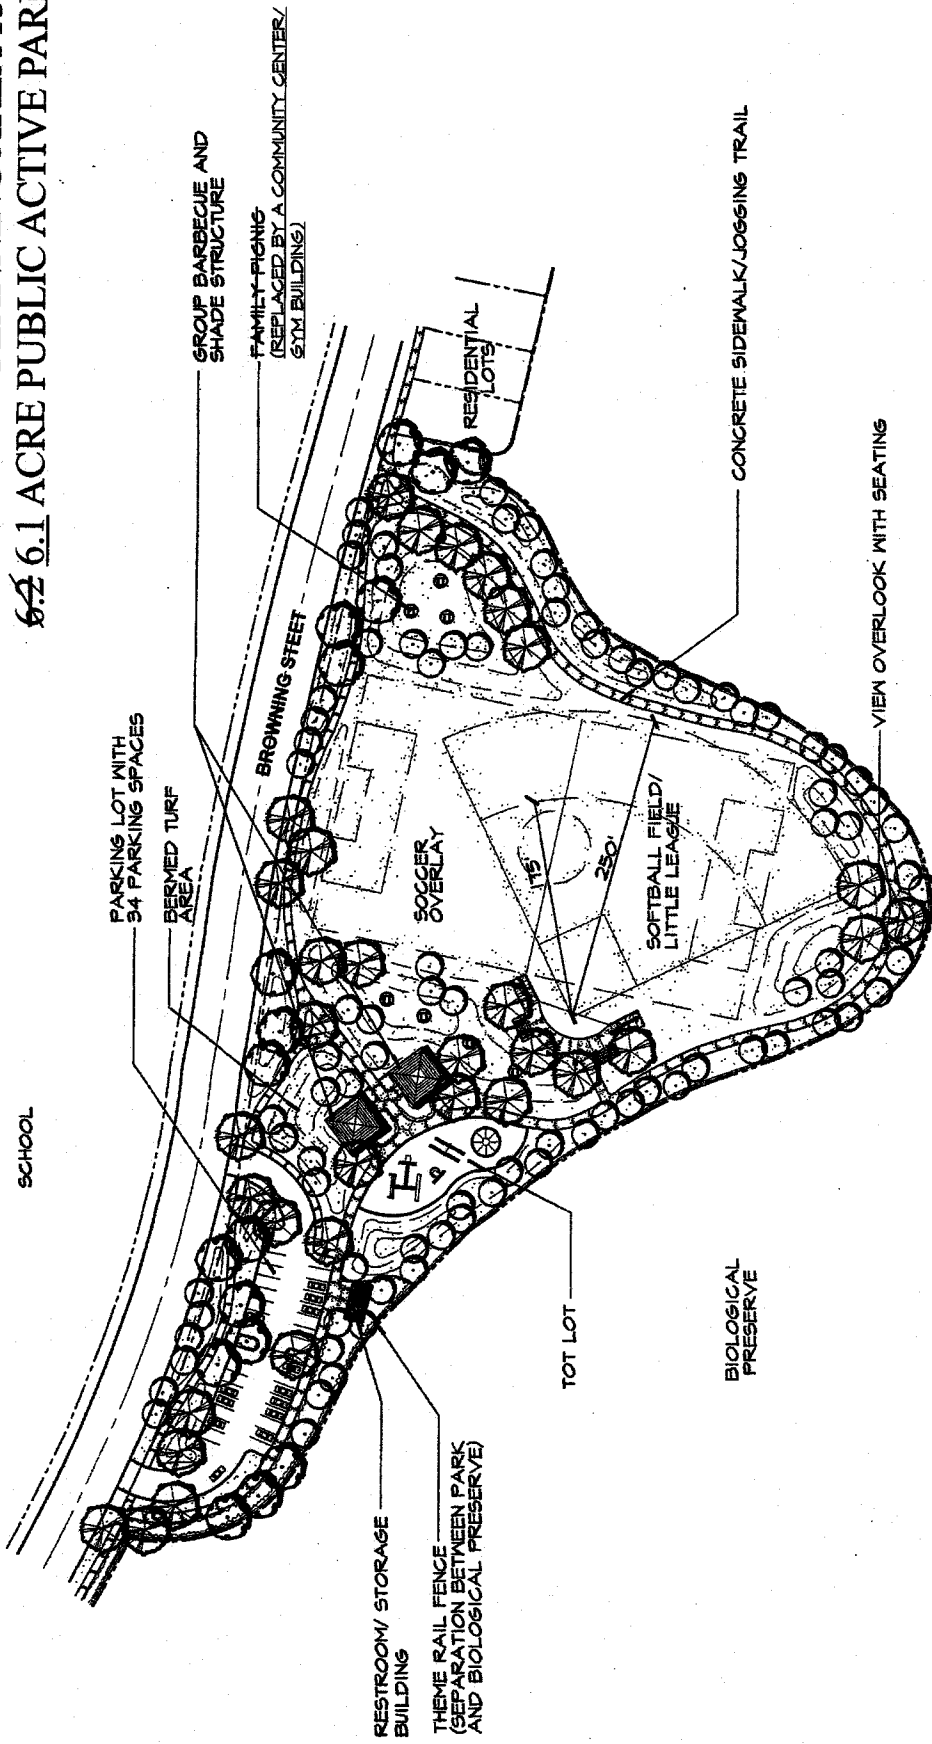 6.2 6.1 ACRE PUBLIC ACTIVE PAR
SCHOOL
PARKING LOT WITH
34 PARKING SPACES
BERMED TURF
AREA
GROUP BARBECUE AND
SHADE STRUCTURE
FAMILY PICNIC
(REPLACED BY A COMMUNITY CENTER/
GYM BUILDING)
BROWNING STEET
RESIDENTIAL
LOTS
SOCCER
OVERLAY
75'
250'
SOFTBALL FIELD/
LITTLE LEAGUE
CONCRETE SIDEWALK/JOGGING TRAIL
VIEW OVERLOOK WITH SEATING
RESTROOM/ STORAGE
BUILDING
THEME RAIL FENCE
(SEPARATION BETWEEN PARK
AND BIOLOGICAL PRESERVE)
TOT LOT
BIOLOGICAL
PRESERVE